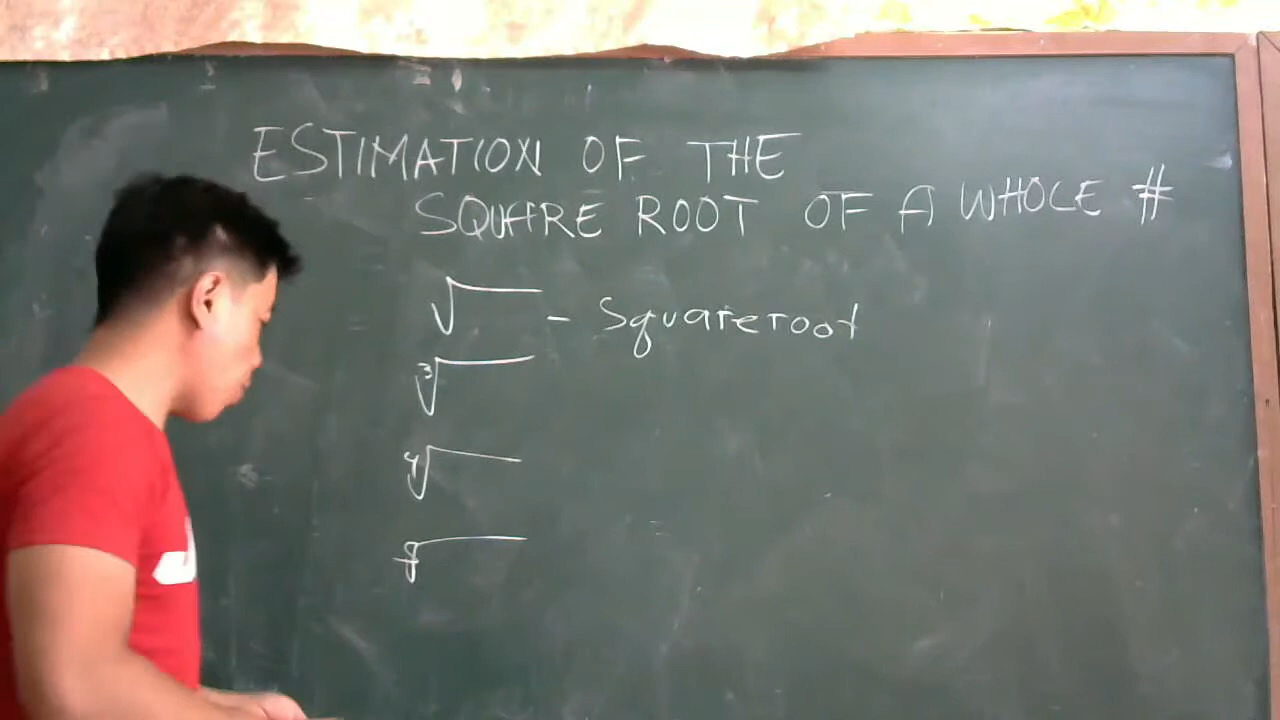 ESTIMATION OF THE
SQUARE ROOT OF A WHOLE #
√ - Squareroot
∛
∜